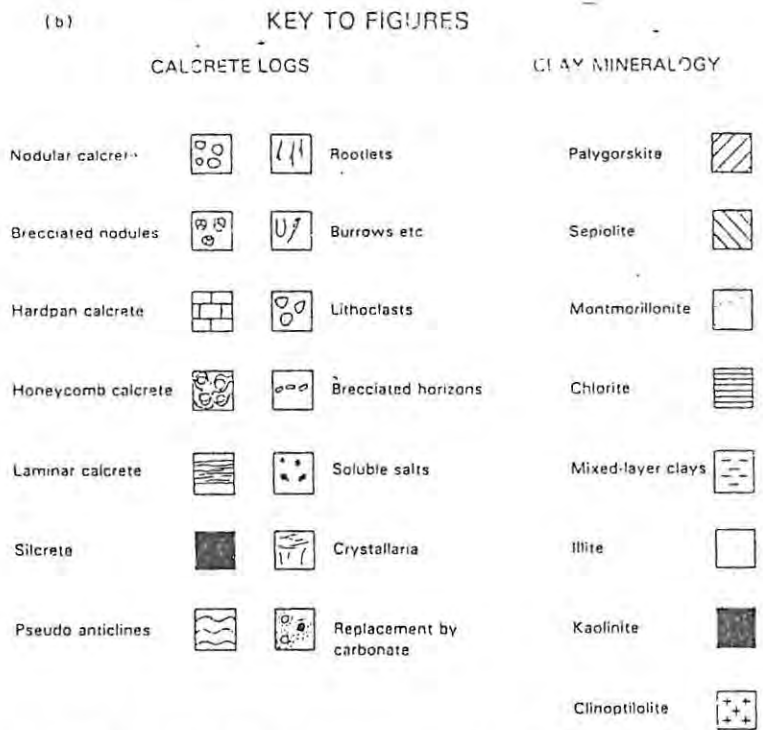 (b)
KEY TO FIGURES
CALCRETE LOGS
CLAY MINERALOGY
Nodular calcrete
Rootlets
Palygorskite
Brecciated nodules
Burrows etc
Sepiolite
Hardpan calcrete
Lithoclasts
Montmorillonite
Honeycomb calcrete
Brecciated horizons
Chlorite
Laminar calcrete
Soluble salts
Mixed-layer clays
Silcrete
Crystallaria
Illite
Pseudo anticlines
Replacement by
carbonate
Kaolinite
Clinoptilolite